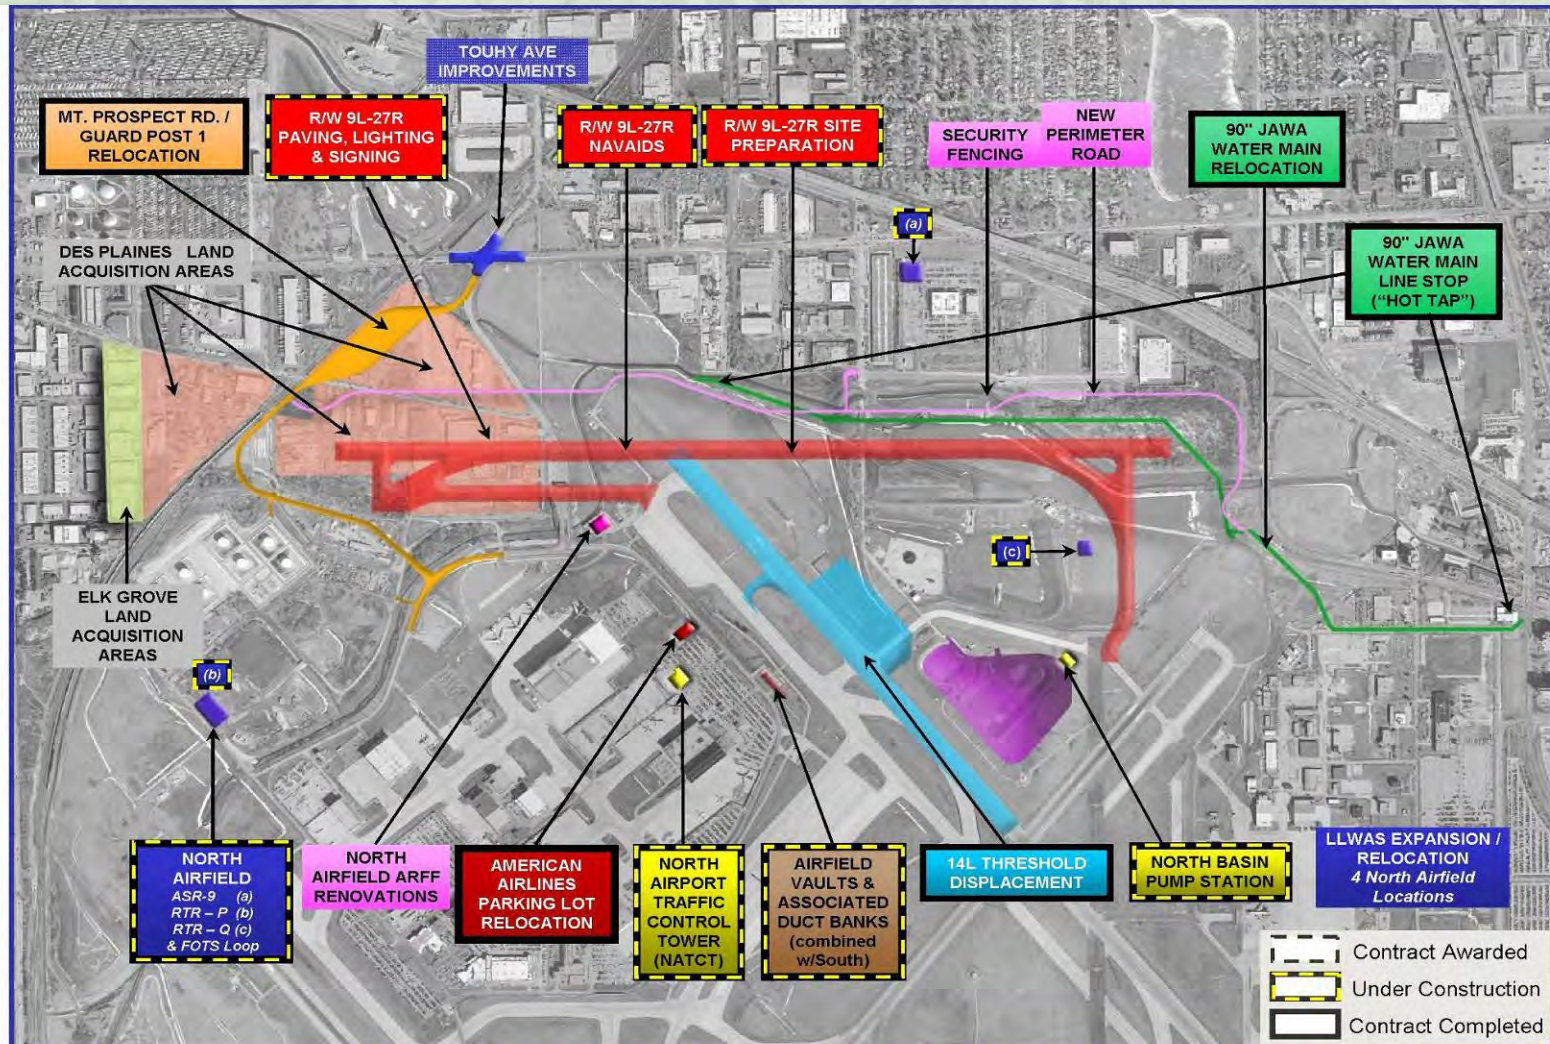 TOUHY AVE
IMPROVEMENTS
MT. PROSPECT RD. /
GUARD POST 1
RELOCATION
R/W 9L-27R
PAVING, LIGHTING
& SIGNING
R/W 9L-27R
NAVAIDS
R/W 9L-27R SITE
PREPARATION
SECURITY
FENCING
NEW
PERIMETER
ROAD
90" JAWA
WATER MAIN
RELOCATION
90" JAWA
WATER MAIN
LINE STOP
("HOT TAP")
DES PLAINES LAND
ACQUISITION AREAS
(a)
(c)
ELK GROVE
LAND
ACQUISITION
AREAS
(b)
NORTH
AIRFIELD
ASR-9 (a)
RTR – P (b)
RTR – Q (c)
& FOTS Loop
NORTH
AIRFIELD ARFF
RENOVATIONS
AMERICAN
AIRLINES
PARKING LOT
RELOCATION
NORTH
AIRPORT
TRAFFIC
CONTROL
TOWER
(NATCT)
AIRFIELD
VAULTS &
ASSOCIATED
DUCT BANKS
(combined
w/South)
14L THRESHOLD
DISPLACEMENT
NORTH BASIN
PUMP STATION
LLWAS EXPANSION /
RELOCATION
4 North Airfield
Locations
Contract Awarded
Under Construction
Contract Completed